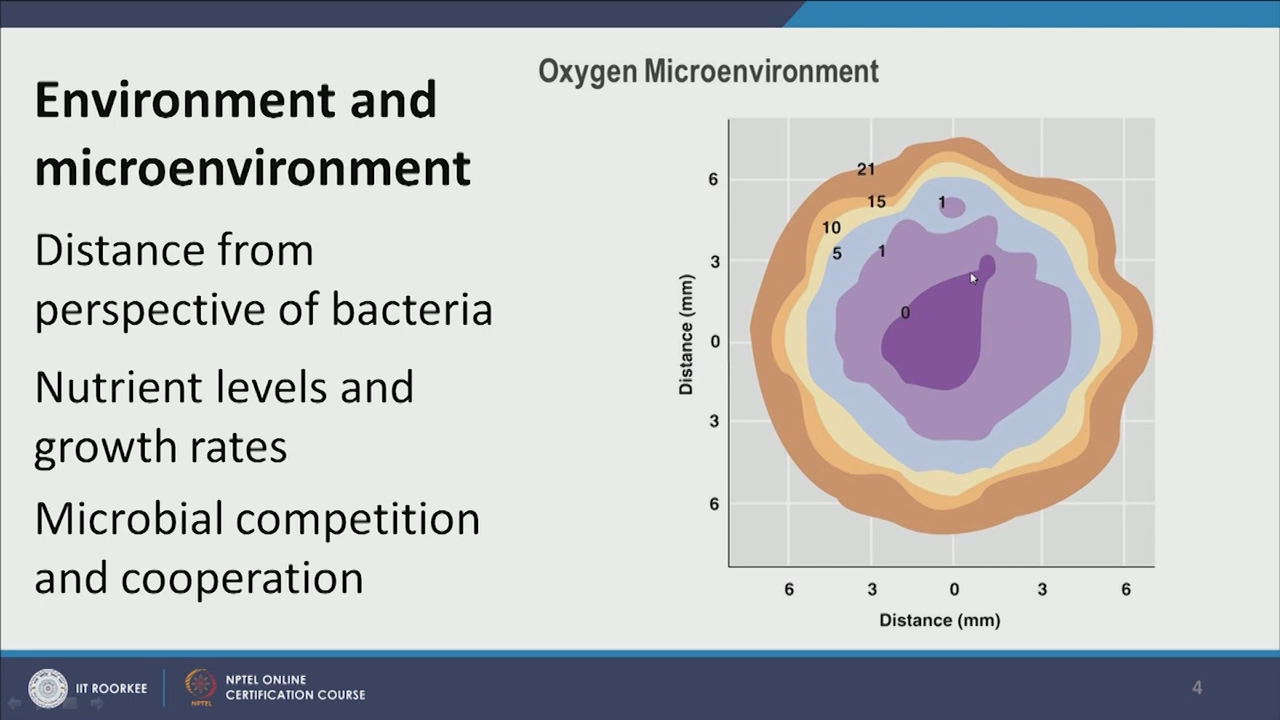 Environment and
microenvironment
Distance from
perspective of bacteria
Nutrient levels and
growth rates
Microbial competition
and cooperation
Oxygen Microenvironment
21
15
10
5
1
1
0
6
3
0
3
6
Distance (mm)
6
3
0
3
6
Distance (mm)
IIT ROORKEE
NPTEL
NPTEL ONLINE
CERTIFICATION COURSE
4